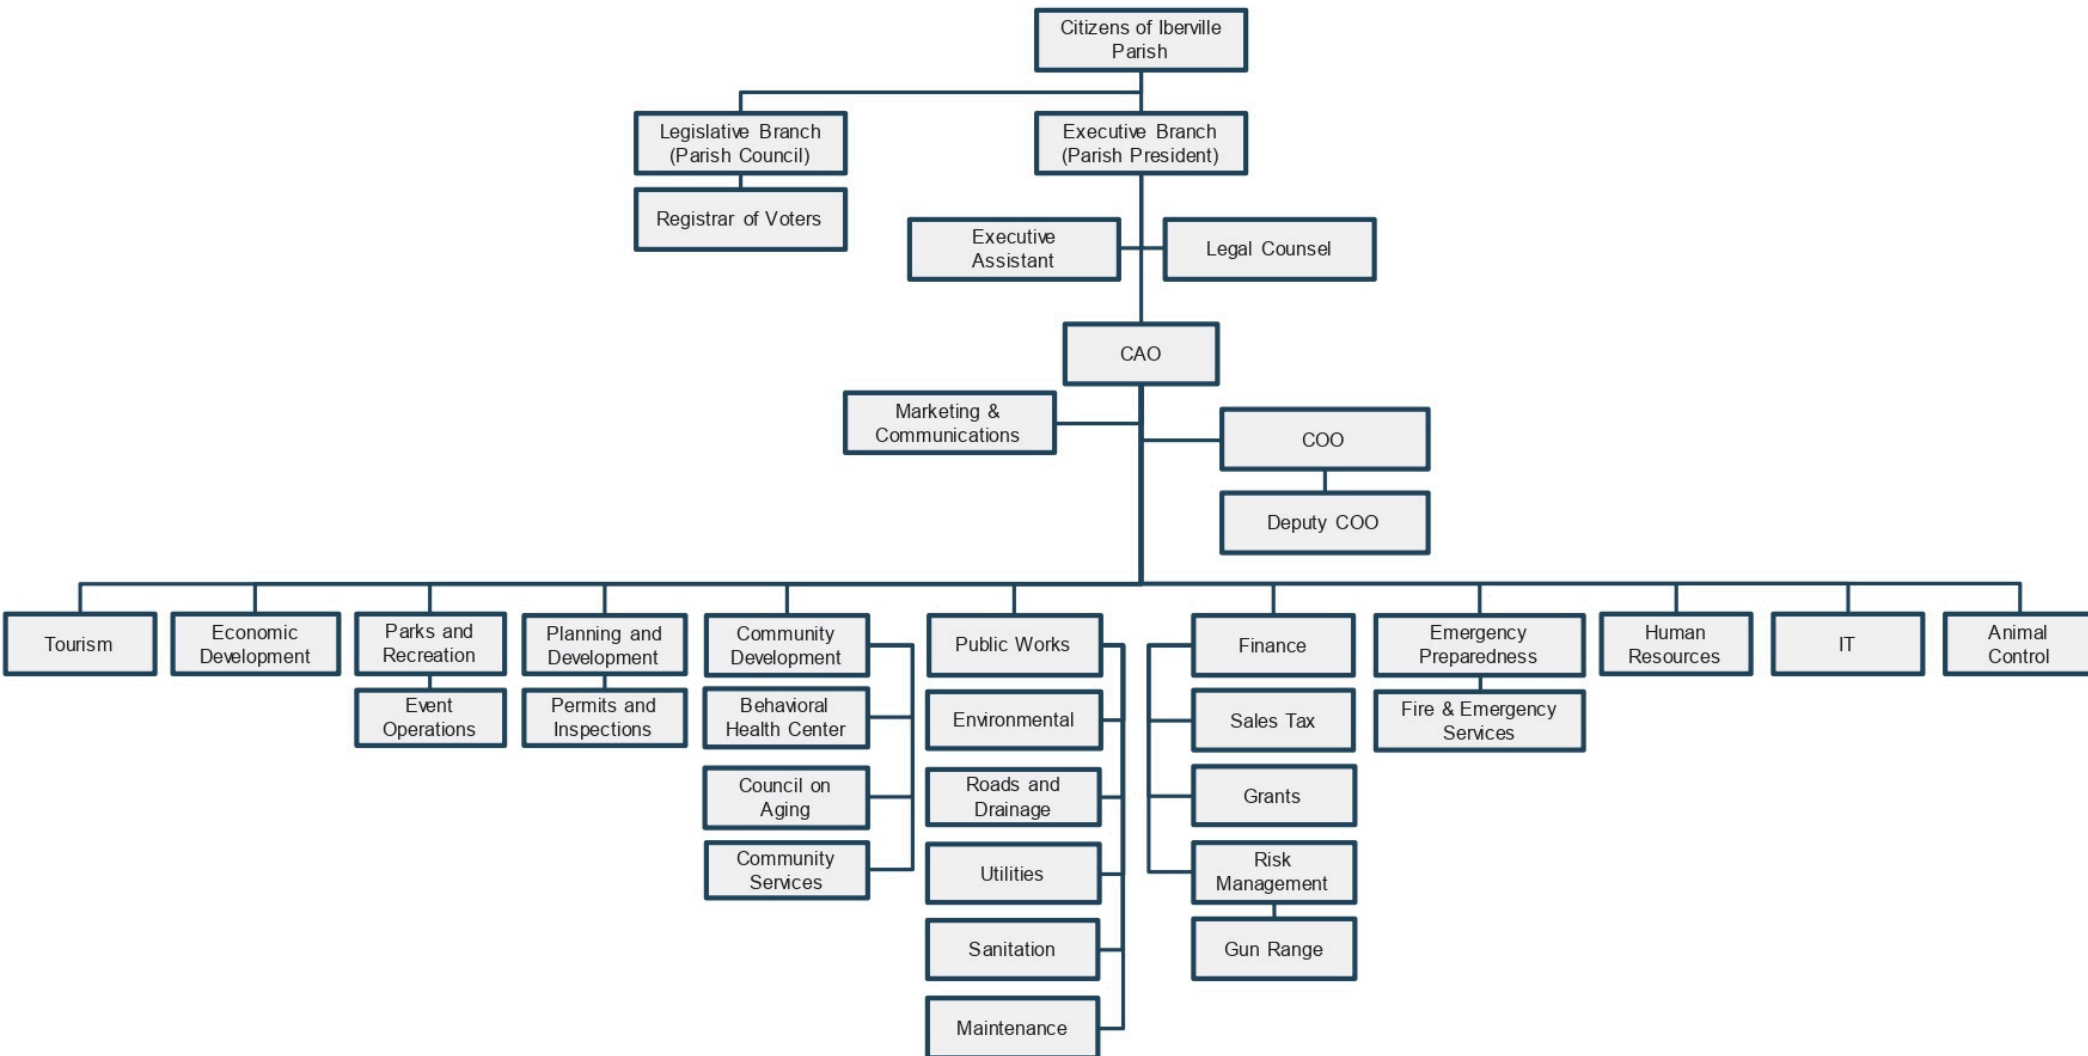 Citizens of Iberville
Parish
Legislative Branch
(Parish Council)
Executive Branch
(Parish President)
Registrar of Voters
Executive
Assistant
Legal Counsel
CAO
Marketing &
Communications
COO
Deputy COO
Tourism
Economic
Development
Parks and
Recreation
Planning and
Development
Community
Development
Public Works
Finance
Emergency
Preparedness
Human
Resources
IT
Animal
Control
Event
Operations
Permits and
Inspections
Behavioral
Health Center
Environmental
Sales Tax
Fire & Emergency
Services
Council on
Aging
Roads and
Drainage
Grants
Community
Services
Utilities
Risk
Management
Sanitation
Gun Range
Maintenance